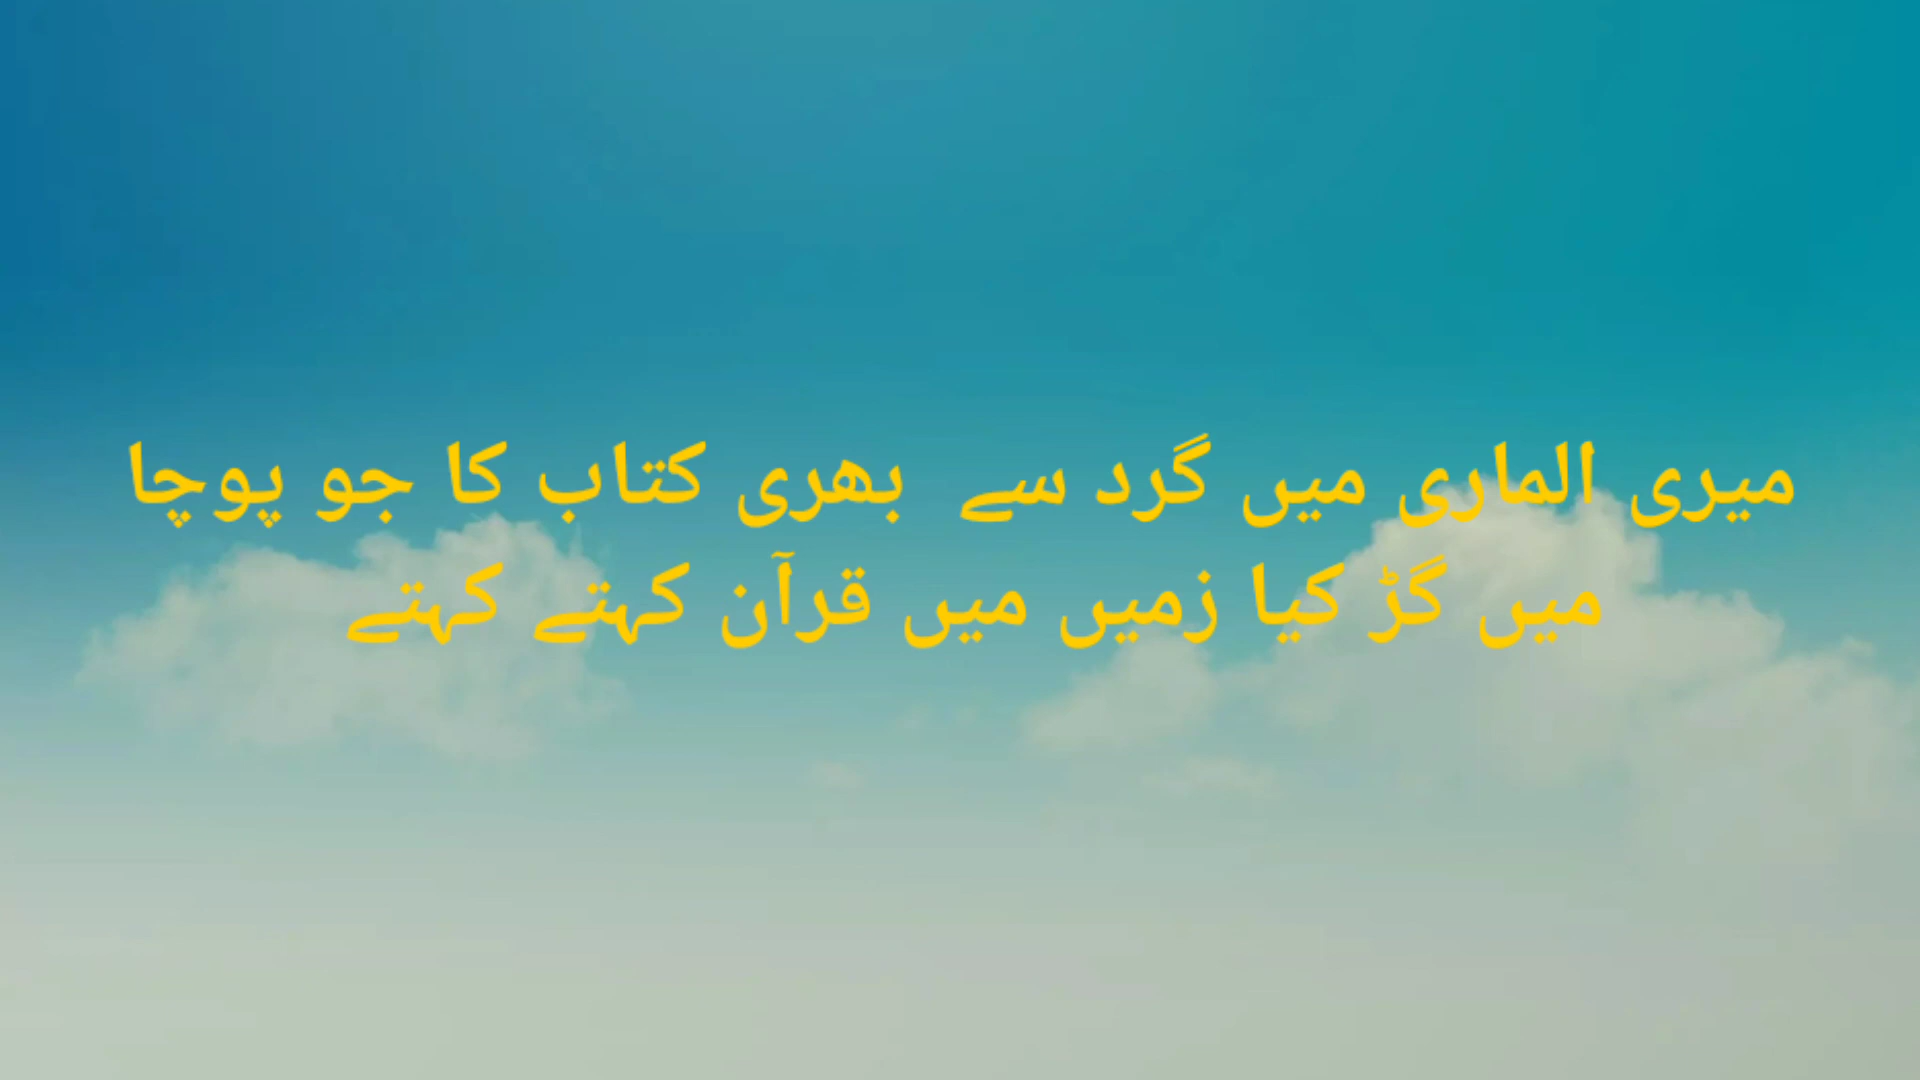 میری الماری میں گرد سے بھری کتاب کا جو پوچا
میں گڑ کیا زمیں میں قرآن کہتے کہتے